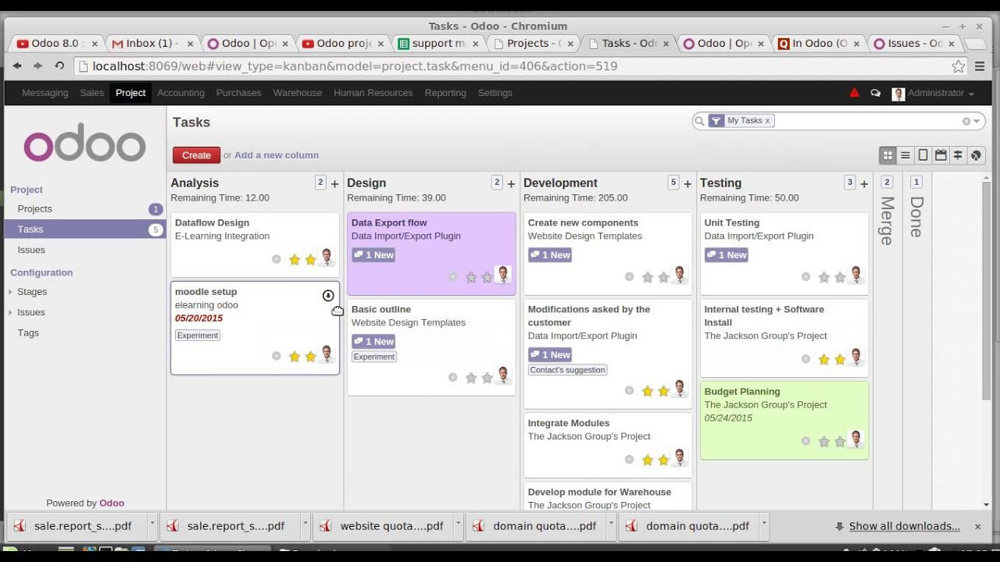 Tasks - Odoo - Chromium
Odoo 8.0 : × Inbox (1) - × Odoo | Ope × Odoo proje × support m × Projects - × Tasks - Od × Odoo | Ope × In Odoo (O × Issues - Od ×
localhost:8069/web#view_type=kanban&model=project.task&menu_id=406&action=519
Messaging Sales Project Accounting Purchases Warehouse Human Resources Reporting Settings Administrator
odoo
Tasks
My Tasks x
Create or Add a new column
Project
Projects 1
Tasks 5
Issues
Configuration
Stages
Issues
Tags
Powered by Odoo
Analysis 2 +
Remaining Time: 12.00
Dataflow Design
E-Learning Integration
moodle setup
elearning odoo
05/20/2015
Experiment
Design 2 +
Remaining Time: 39.00
Data Export flow
Data Import/Export Plugin
1 New
Basic outline
Website Design Templates
1 New
Experiment
Development 5 +
Remaining Time: 205.00
Create new components
Website Design Templates
1 New
Modifications asked by the
customer
Data Import/Export Plugin
1 New
Contact's suggestion
Integrate Modules
The Jackson Group's Project
Develop module for Warehouse
The Jackson Group's Project
Testing 3 +
Remaining Time: 50.00
Unit Testing
Data Import/Export Plugin
1 New
Internal testing + Software
Install
The Jackson Group's Project
Budget Planning
The Jackson Group's Project
05/24/2015
2
Merge
1
Done
sale.report_s....pdf sale.report_s....pdf website quota....pdf domain quota....pdf domain quota....pdf Show all downloads... ×